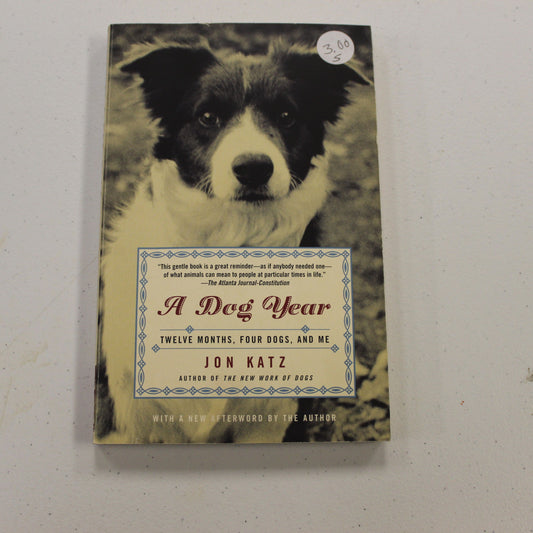 3.00
S
"This gentle book is a great reminder—as if anybody needed one—
of what animals can mean to people at particular times in life."
—The Atlanta Journal-Constitution
A Dog Year
TWELVE MONTHS, FOUR DOGS, AND ME
JON KATZ
AUTHOR OF THE NEW WORK OF DOGS
WITH A NEW AFTERWORD BY THE AUTHOR